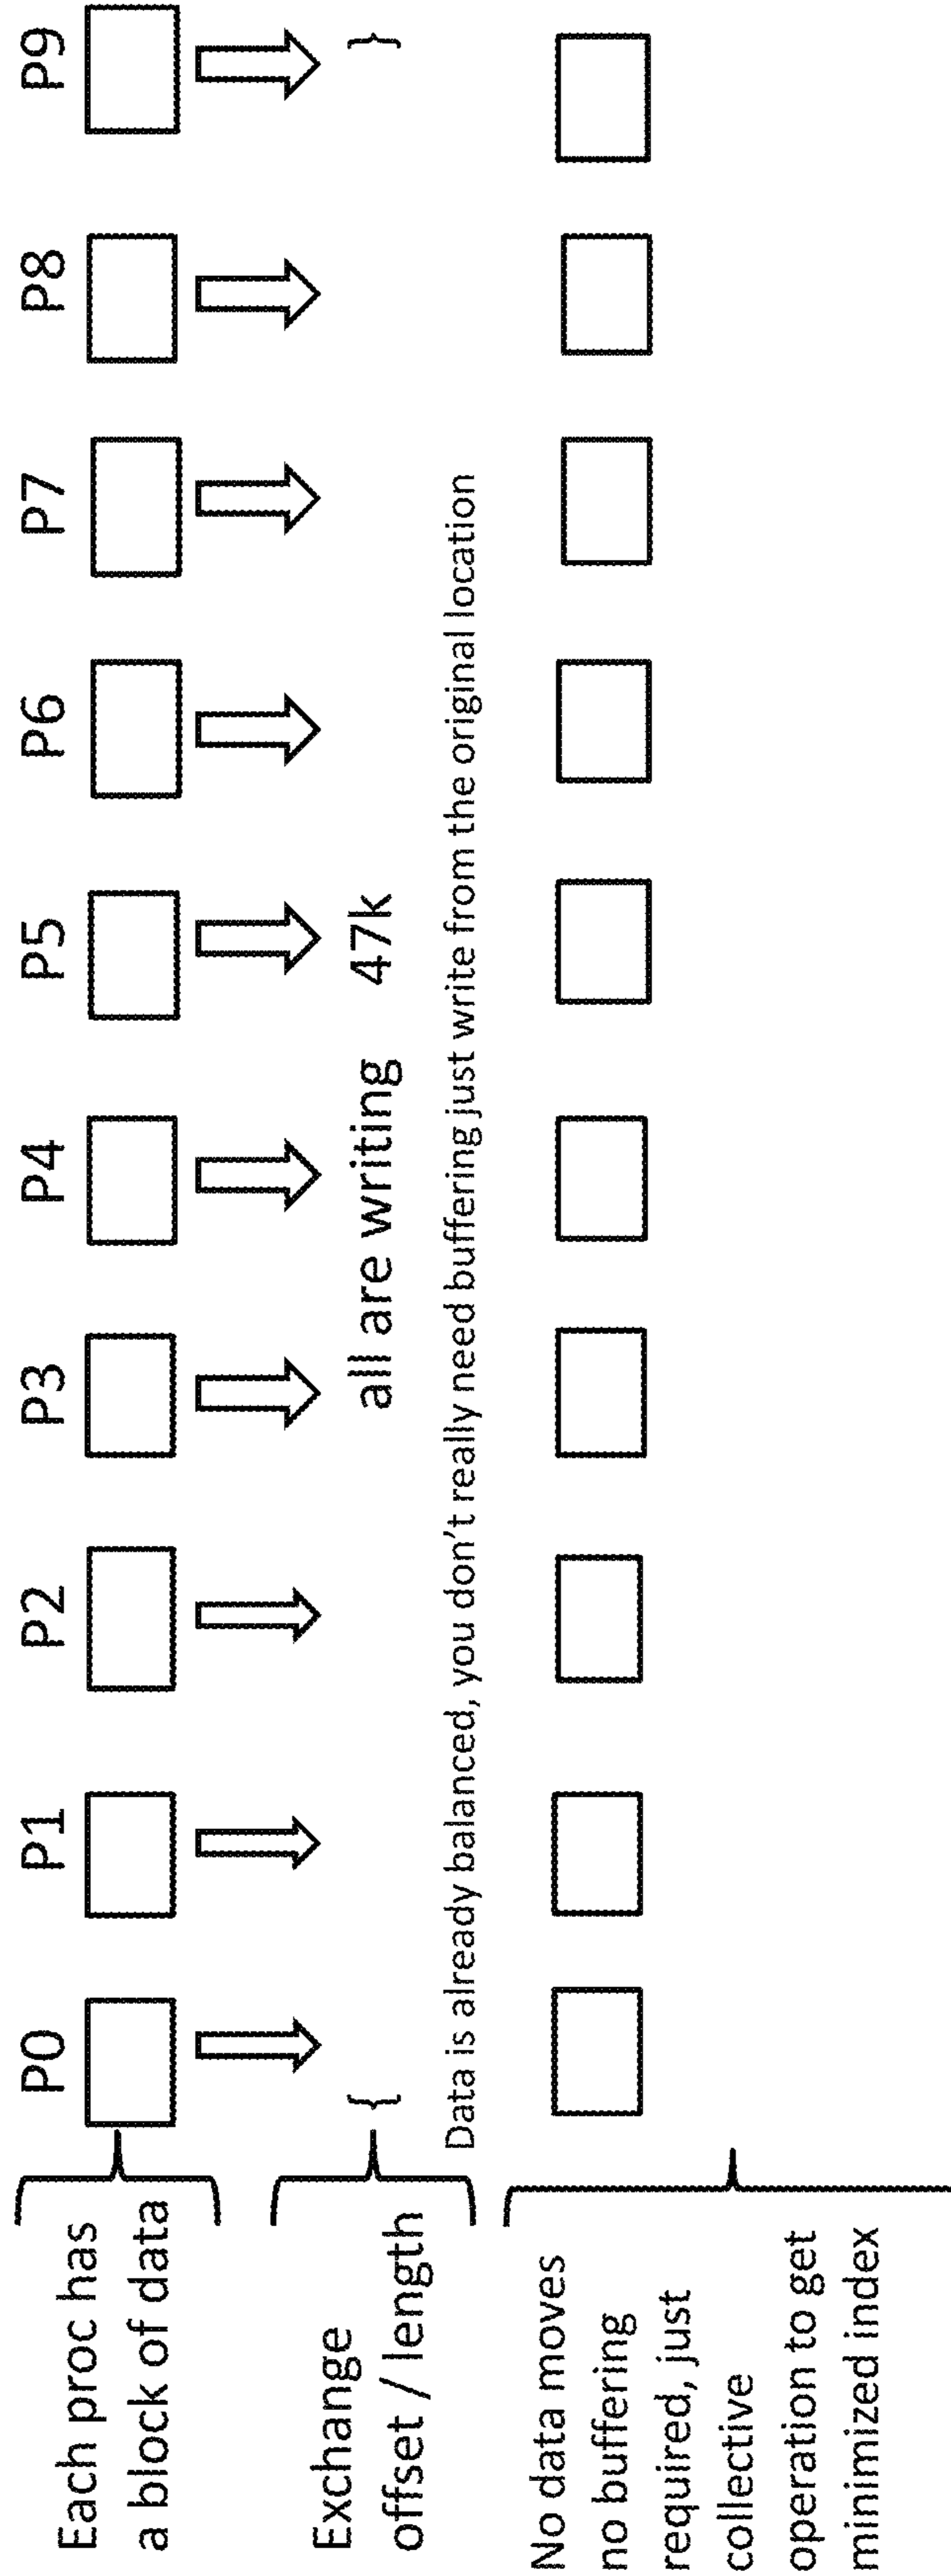 P0 P1 P2 P3 P4 P5 P6 P7 P8 P9
Each proc has
a block of data
Exchange
offset / length
{ all are writing 47k }
Data is already balanced, you don't really need buffering just write from the original location
No data moves
no buffering
required, just
collective
operation to get
minimized index